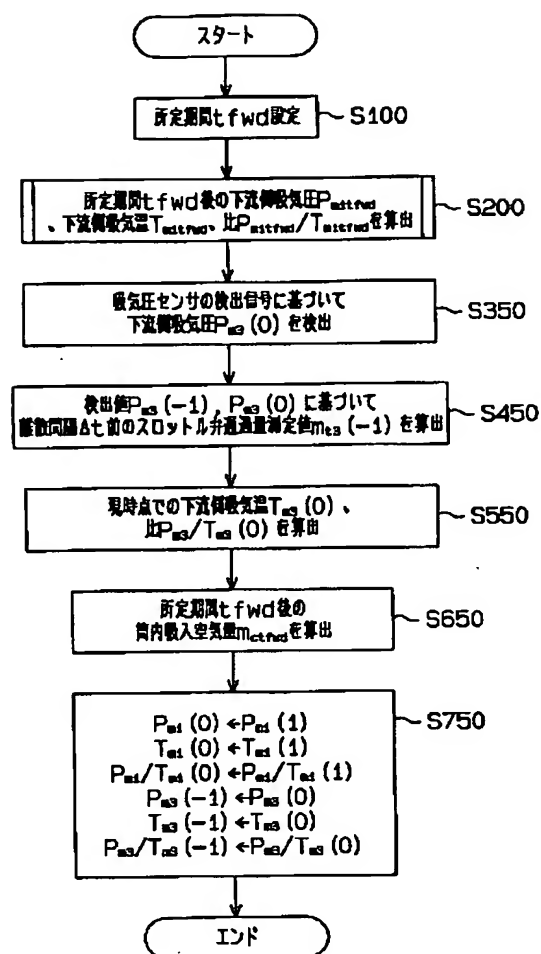 スタート
所定期間tfwd設定
S100
所定期間tfwd後の下流側吸気圧Pm1tfwd
、下流側吸気温Tm1tfwd、比Pm1tfwd/Tm1tfwdを算出
S200
吸気圧センサの検出信号に基づいて
下流側吸気圧Pm3(0)を検出
S350
検出値Pm3(-1), Pm3(0)に基づいて
離散間隔Δt前のスロットル弁通過量測定値mt3(-1)を算出
S450
現時点での下流側吸気温Tm3(0)、
比Pm3/Tm3(0)を算出
S550
所定期間tfwd後の
筒内吸入空気量mctfwdを算出
S650
Pm1(0)←Pm1(1)
S750
Tm1(0)←Tm1(1)
Pm1/Tm1(0)←Pm1/Tm1(1)
Pm3(-1)←Pm3(0)
Tm3(-1)←Tm3(0)
Pm3/Tm3(-1)←Pm3/Tm3(0)
エンド